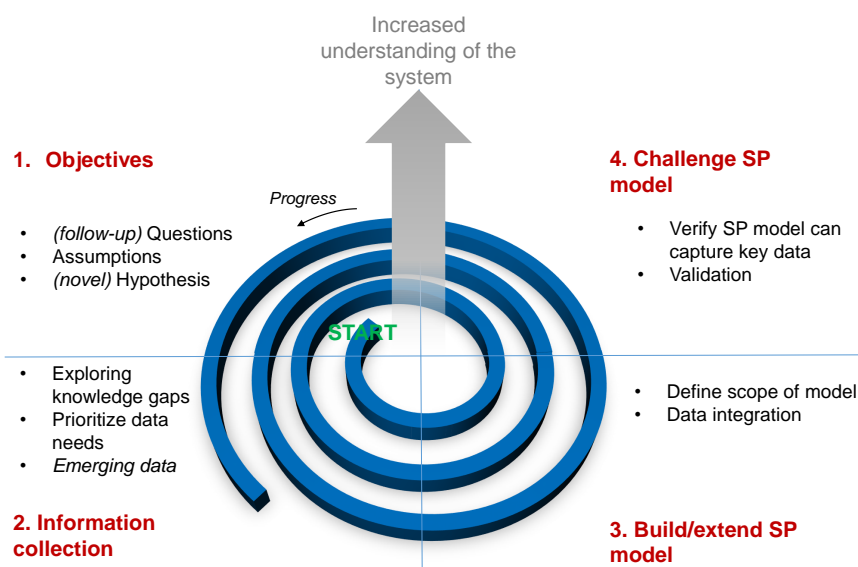 Increased
understanding of the
system
1. Objectives
Progress
• (follow-up) Questions
• Assumptions
• (novel) Hypothesis
4. Challenge SP
model
• Verify SP model can
capture key data
• Validation
START
• Exploring
knowledge gaps
• Prioritize data
needs
• Emerging data
2. Information
collection
• Define scope of model
• Data integration
3. Build/extend SP
model